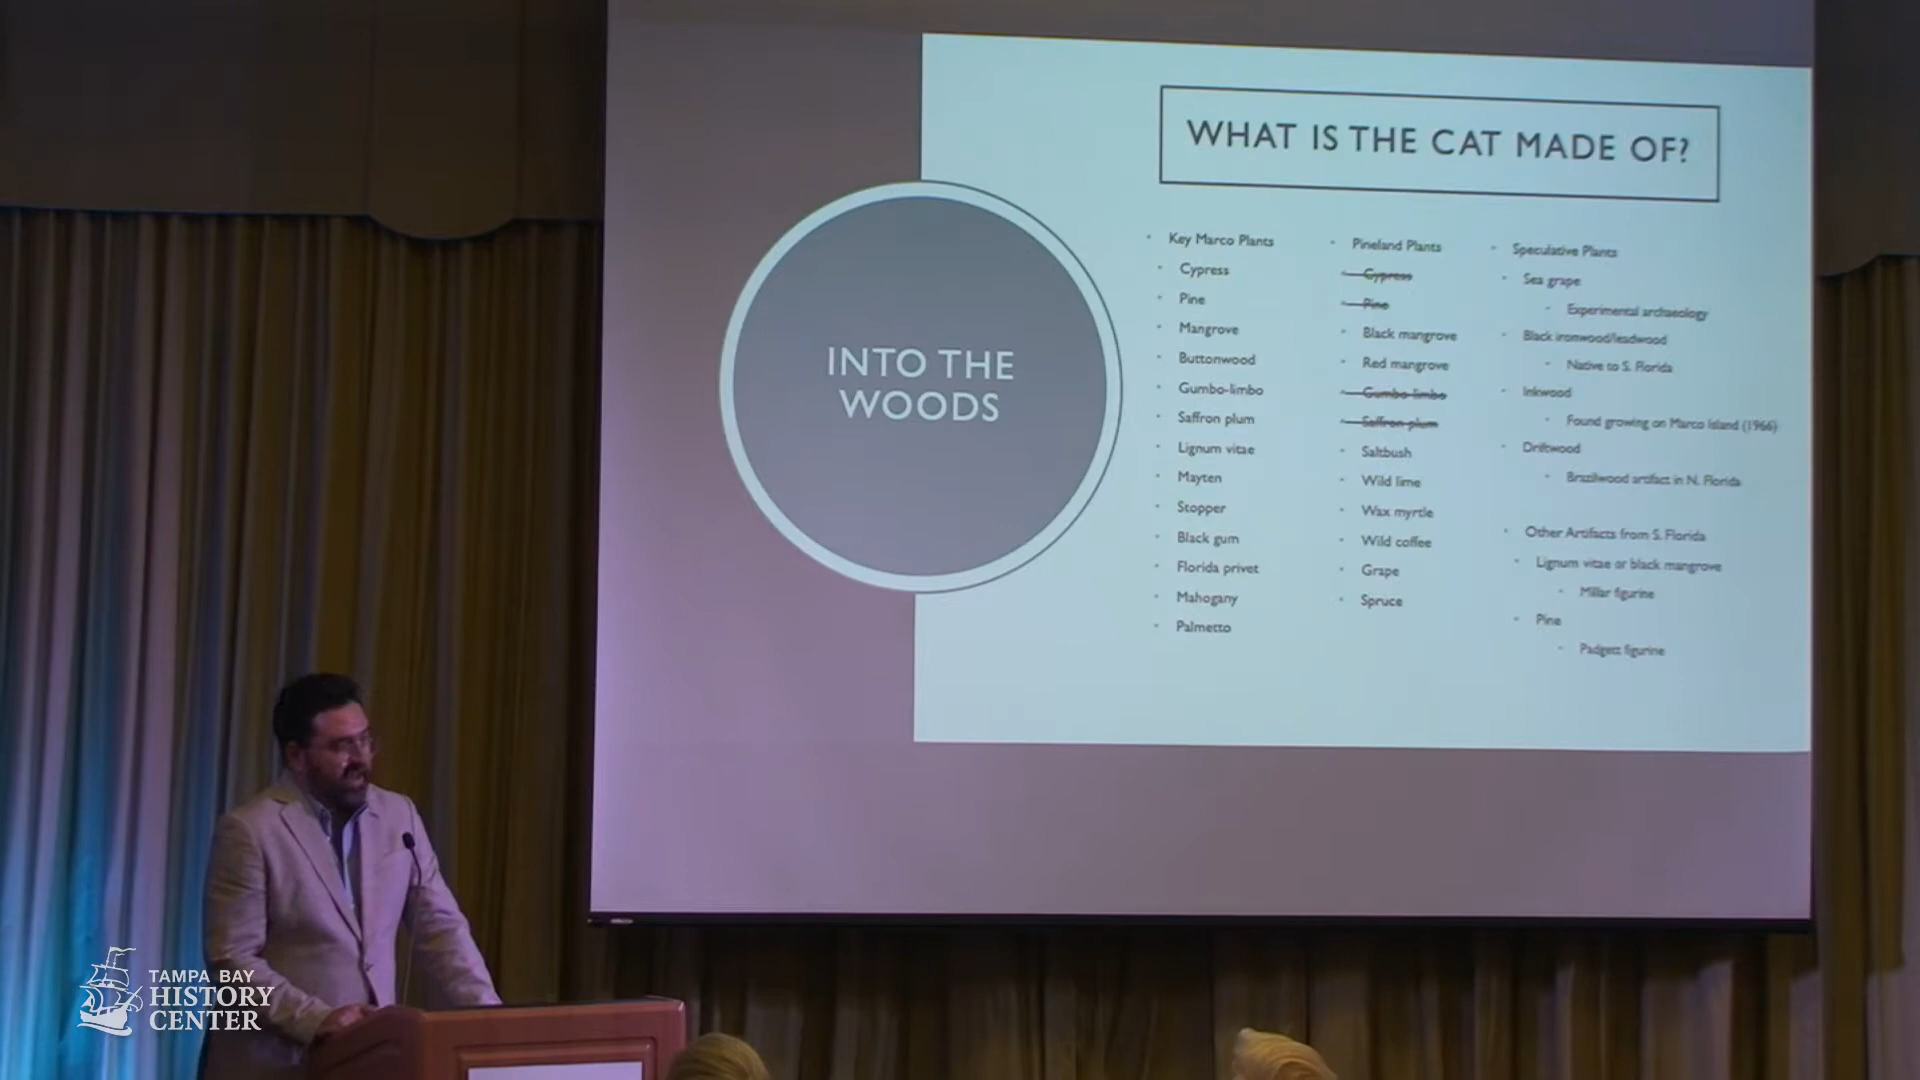 WHAT IS THE CAT MADE OF?
INTO THE
WOODS
Key Marco Plants
Cypress
Pine
Mangrove
Buttonwood
Gumbo-limbo
Saffron plum
Lignum vitae
Mayten
Stopper
Black gum
Florida privet
Mahogany
Palmetto
Pineland Plants
Cypress
Pine
Black mangrove
Red mangrove
Gumbo limbo
Saffron plum
Saltbush
Wild lime
Wax myrtle
Wild coffee
Grape
Spruce
Speculative Plants
Sea grape
Experimental archaeology
Black ironwood/leadwood
Native to S. Florida
Inkwood
Found growing on Marco Island (1966)
Driftwood
Brazilwood artifact in N. Florida
Other Artifacts from S. Florida
Lignum vitae or black mangrove
Millar figurine
Pine
Padgett figurine
TAMPA BAY
HISTORY
CENTER